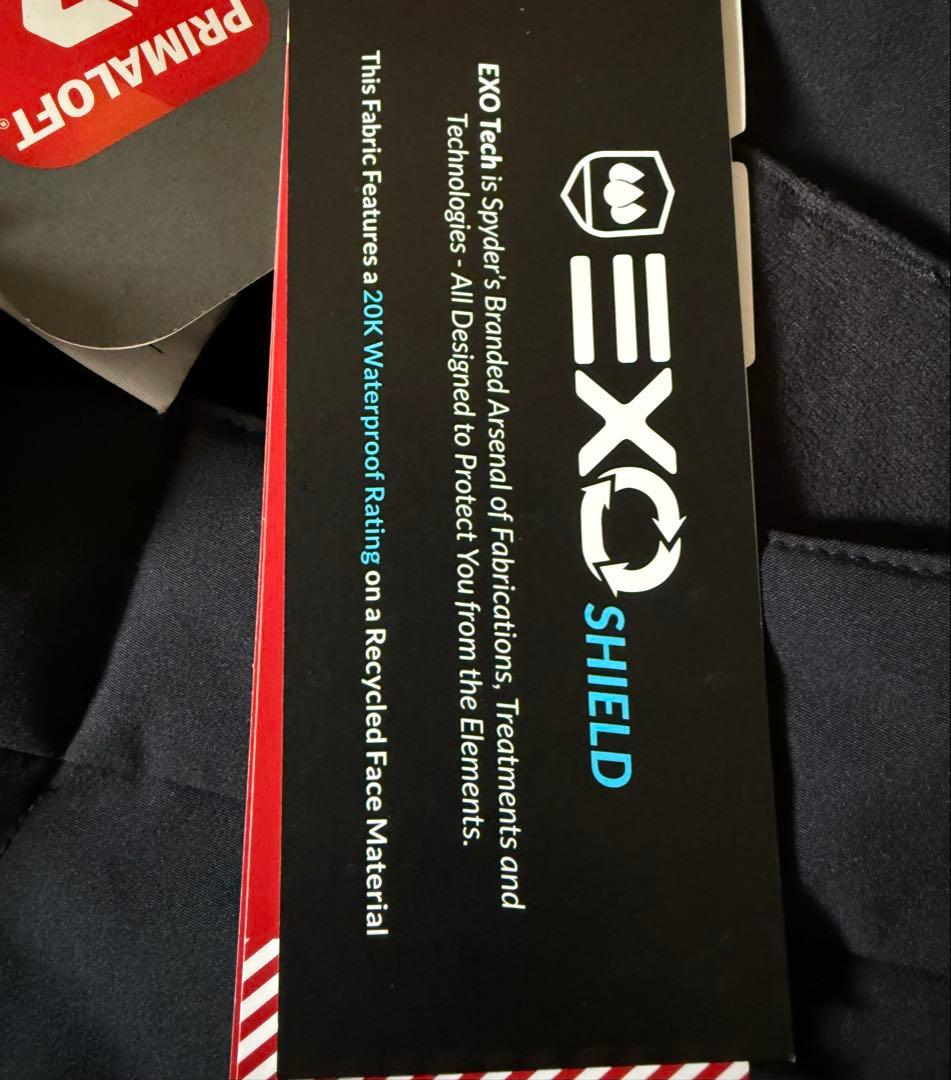 PRIMALOFT®
EXO SHIELD
EXO Tech is Spyder's Branded Arsenal of Fabrications, Treatments and
Technologies - All Designed to Protect You from the Elements.
This Fabric Features a 20K Waterproof Rating on a Recycled Face Material